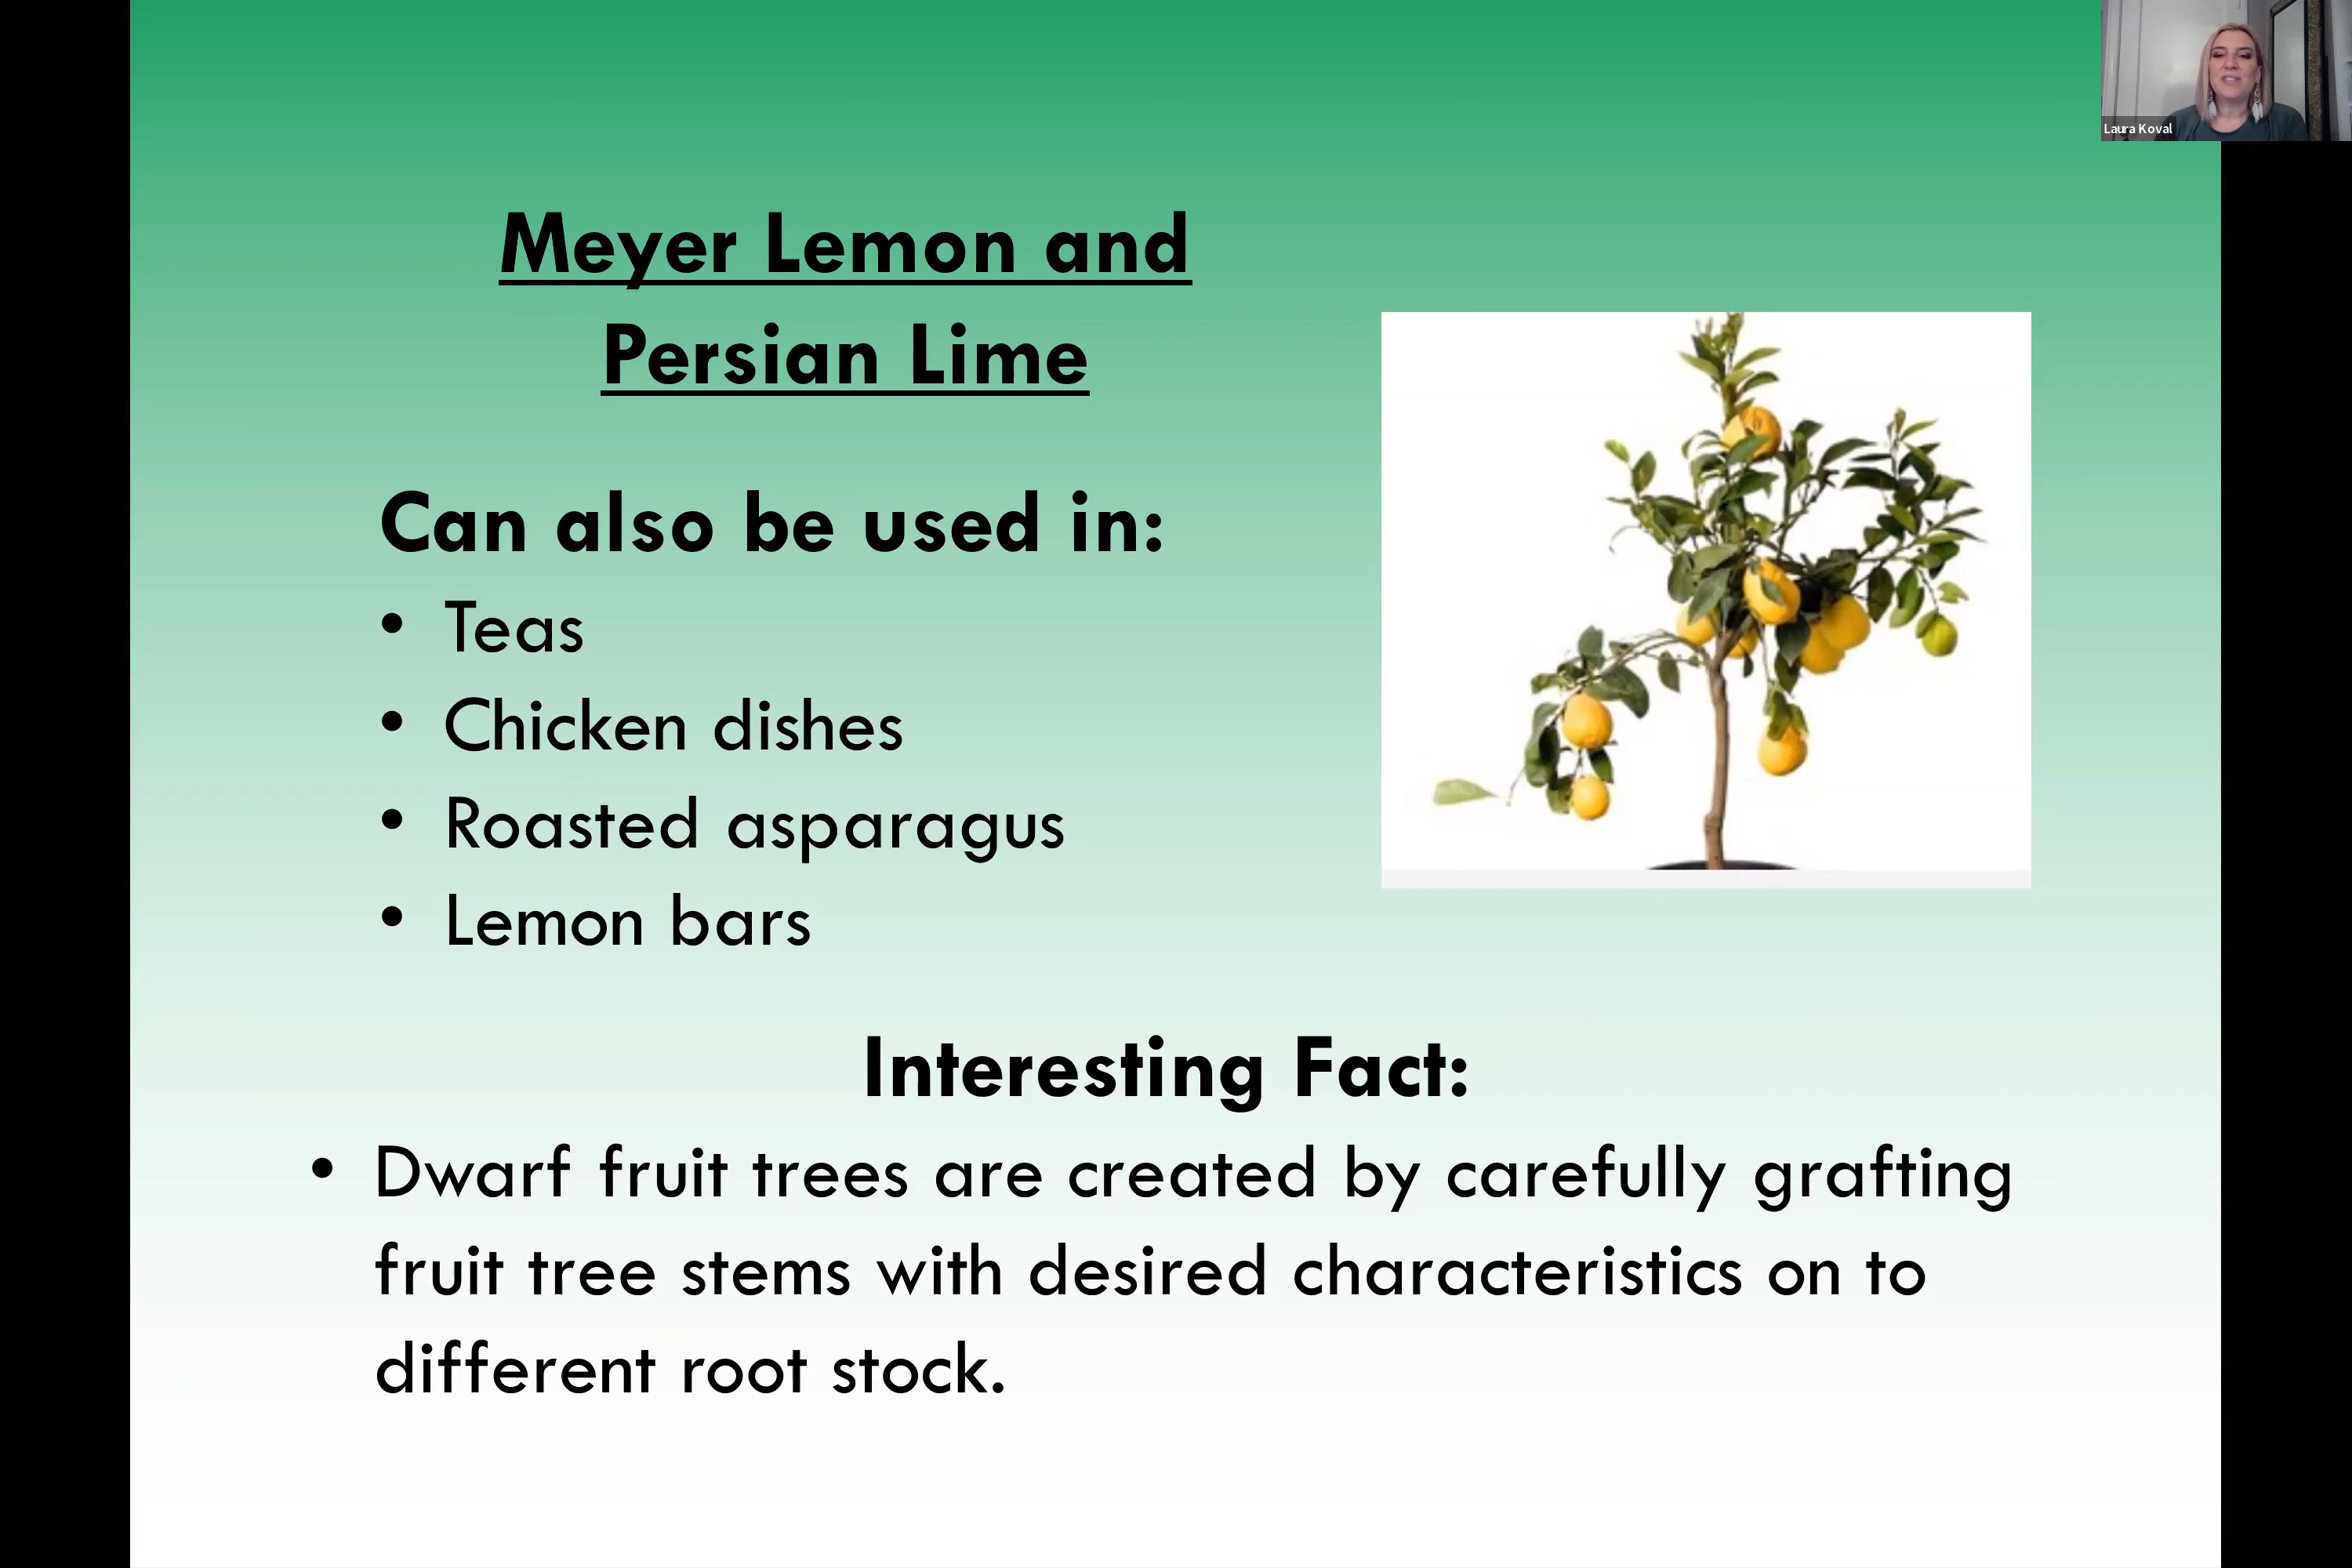 Laura Koval
Meyer Lemon and
Persian Lime
Can also be used in:
• Teas
• Chicken dishes
• Roasted asparagus
• Lemon bars
Interesting Fact:
• Dwarf fruit trees are created by carefully grafting
fruit tree stems with desired characteristics on to
different root stock.